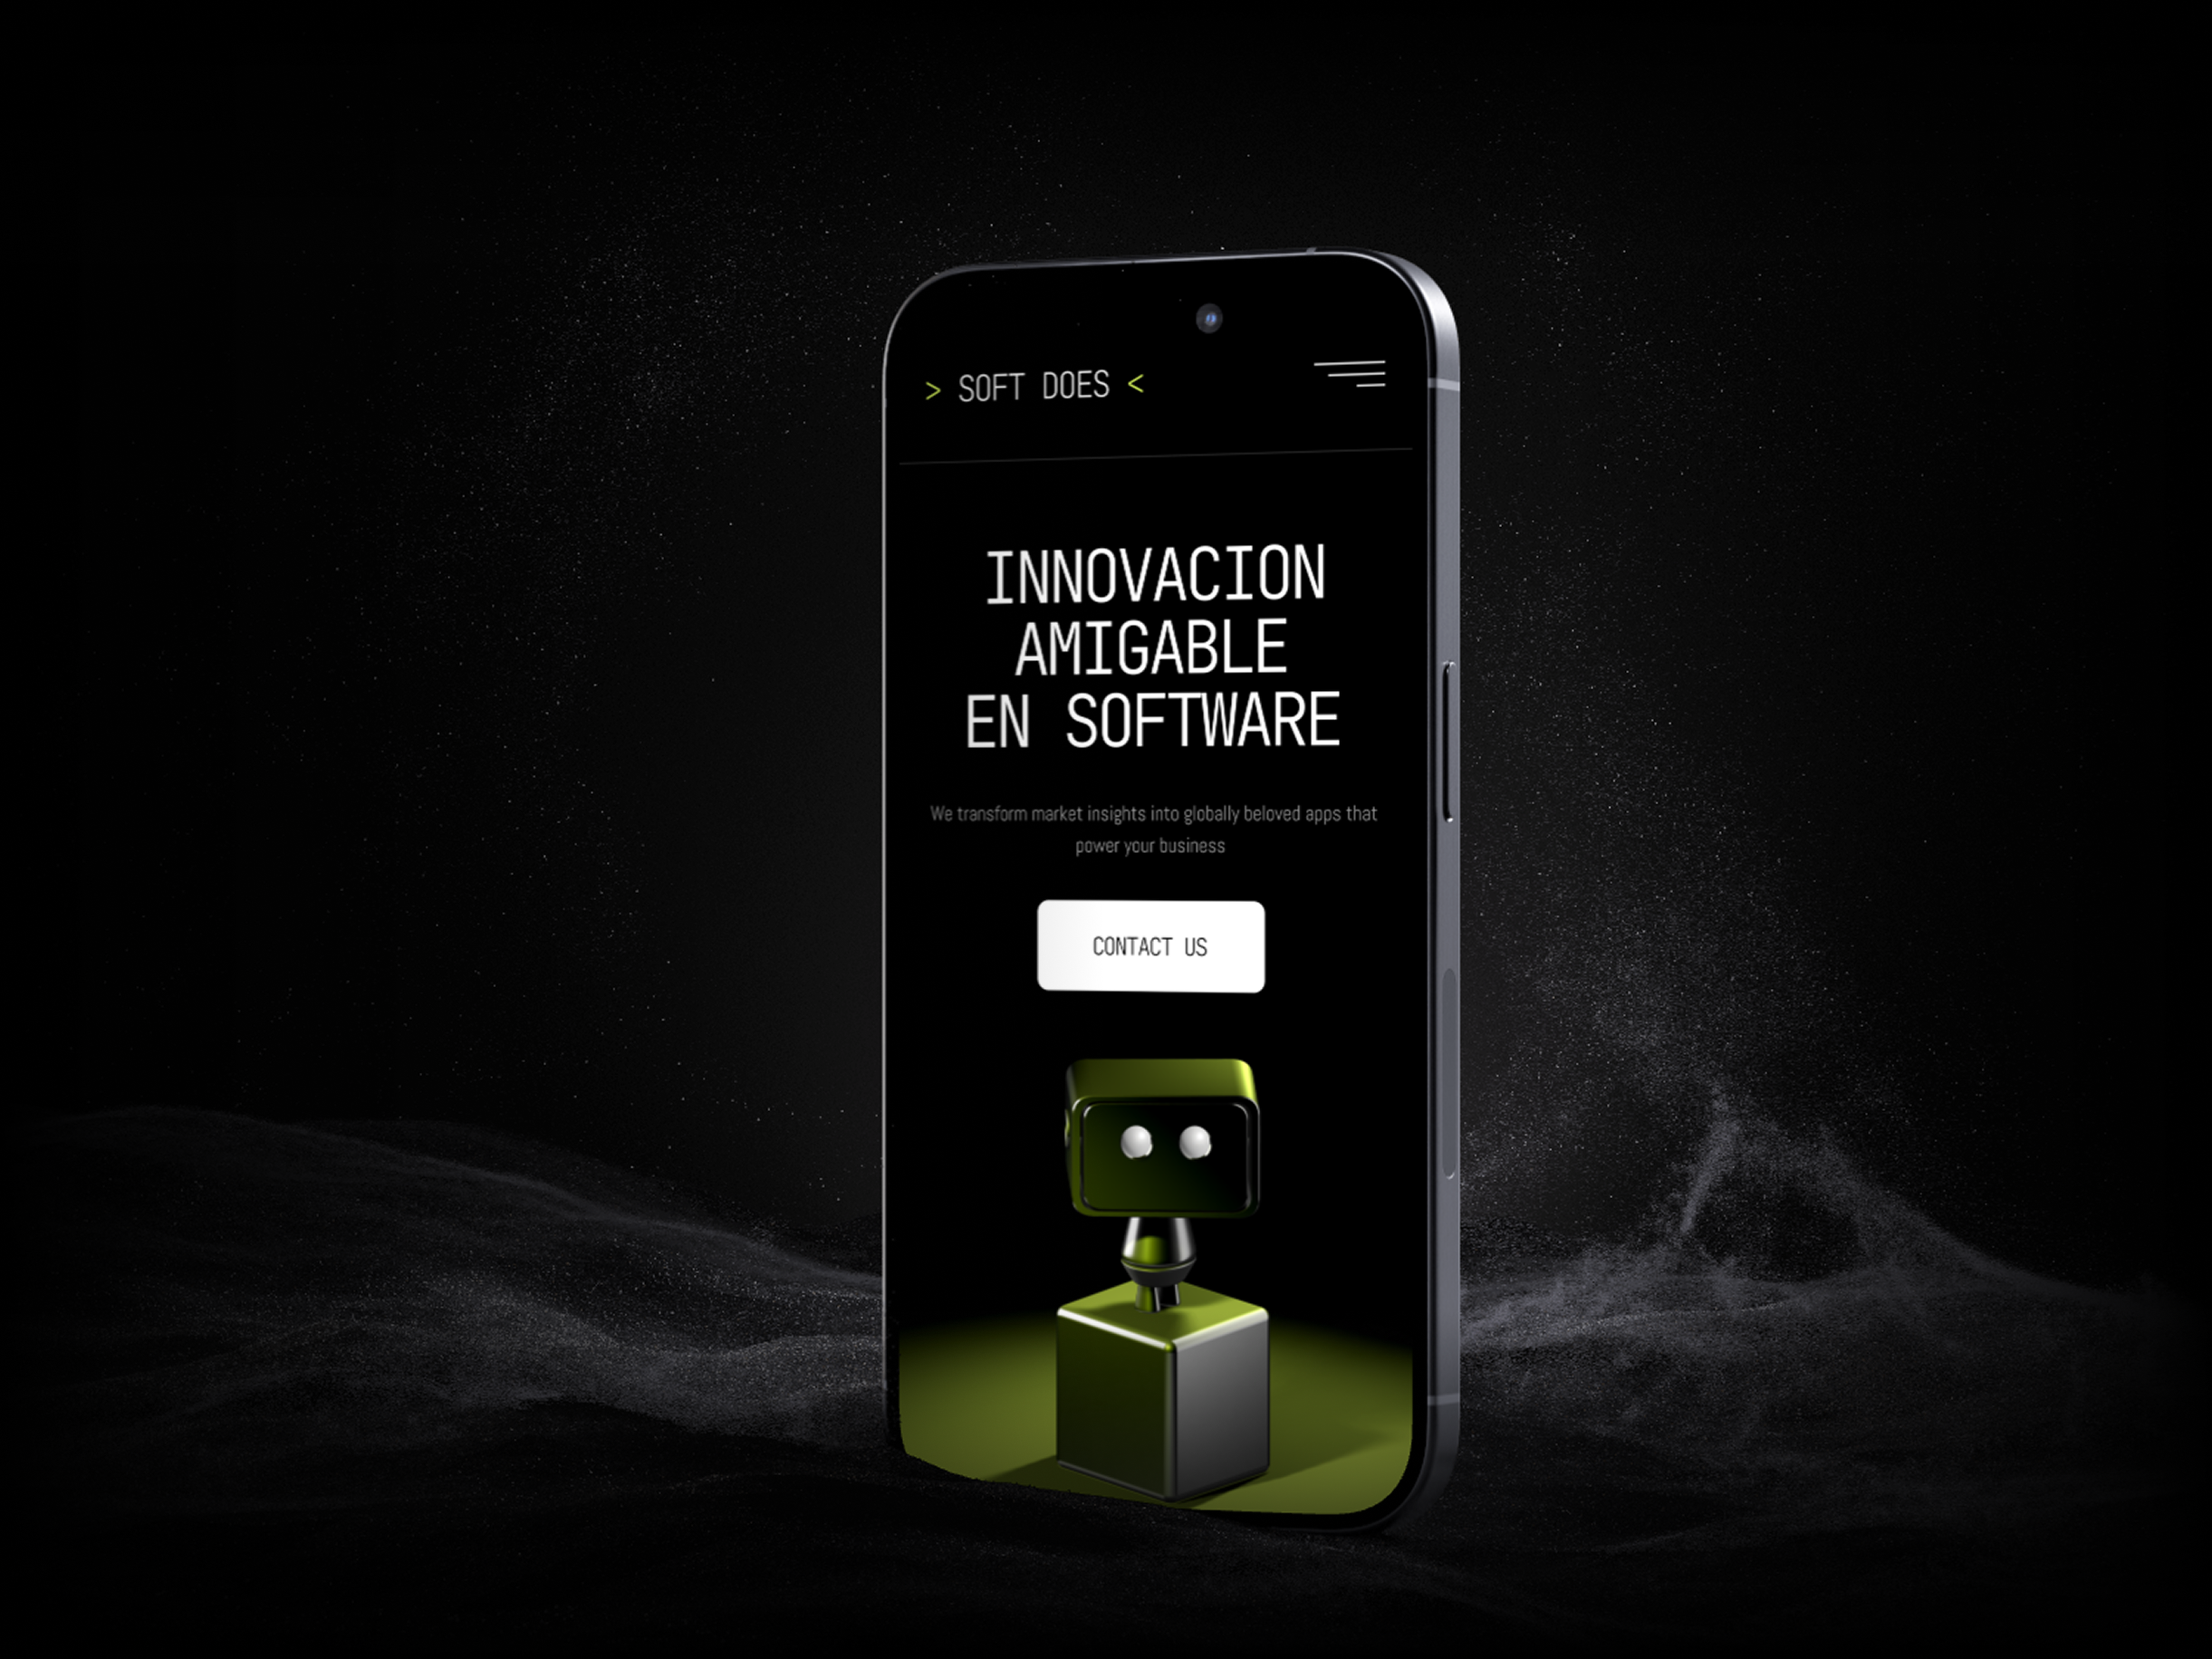 > SOFT DOES <
INNOVACION
AMIGABLE
EN SOFTWARE
We transform market insights into globally beloved apps that
power your business
CONTACT US